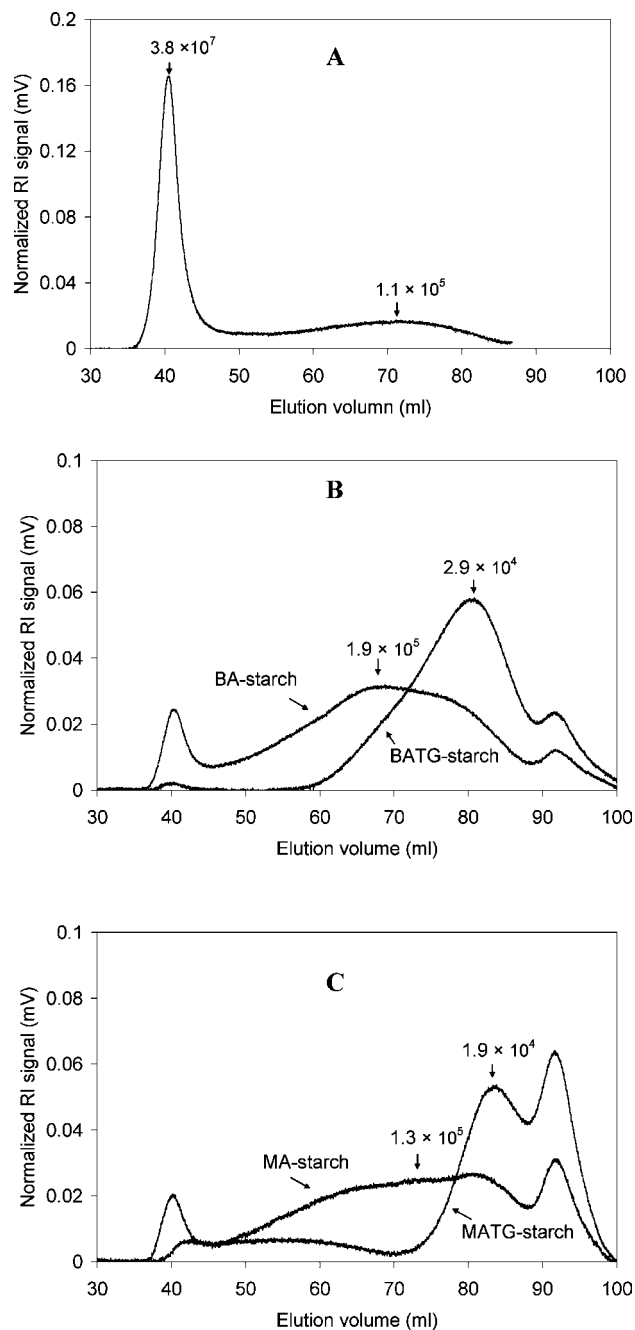 A
3.8 ×10⁷
1.1 × 10⁵
Normalized RI signal (mV)
0.2
0.16
0.12
0.08
0.04
0
30 40 50 60 70 80 90 100
Elution volumn (ml)
B
2.9 × 10⁴
1.9 × 10⁵
BA-starch
BATG-starch
Normalized RI signal (mV)
0.1
0.08
0.06
0.04
0.02
0
30 40 50 60 70 80 90 100
Elution volume (ml)
C
1.9 × 10⁴
1.3 × 10⁵
MA-starch
MATG-starch
Normalized RI signal (mV)
0.1
0.08
0.06
0.04
0.02
0
30 40 50 60 70 80 90 100
Elution volume (ml)